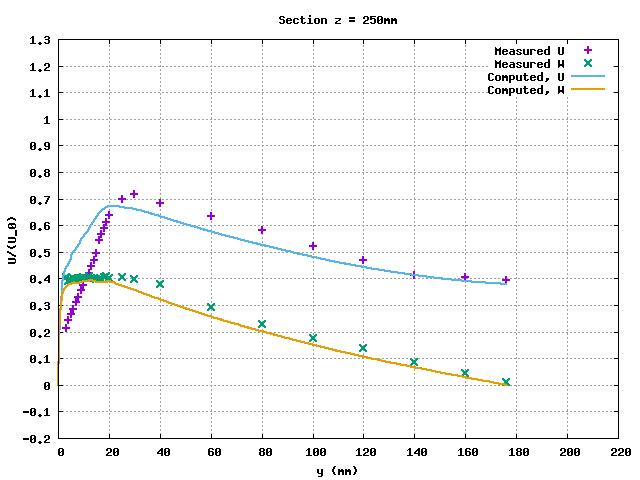 Section z = 250mm
1.3
1.2
1.1
1
0.9
0.8
0.7
0.6
0.5
0.4
0.3
0.2
0.1
0
-0.1
-0.2
U/(U_0)
Measured U
Measured W
Computed, U
Computed, W
0 20 40 60 80 100 120 140 160 180 200 220
y (mm)